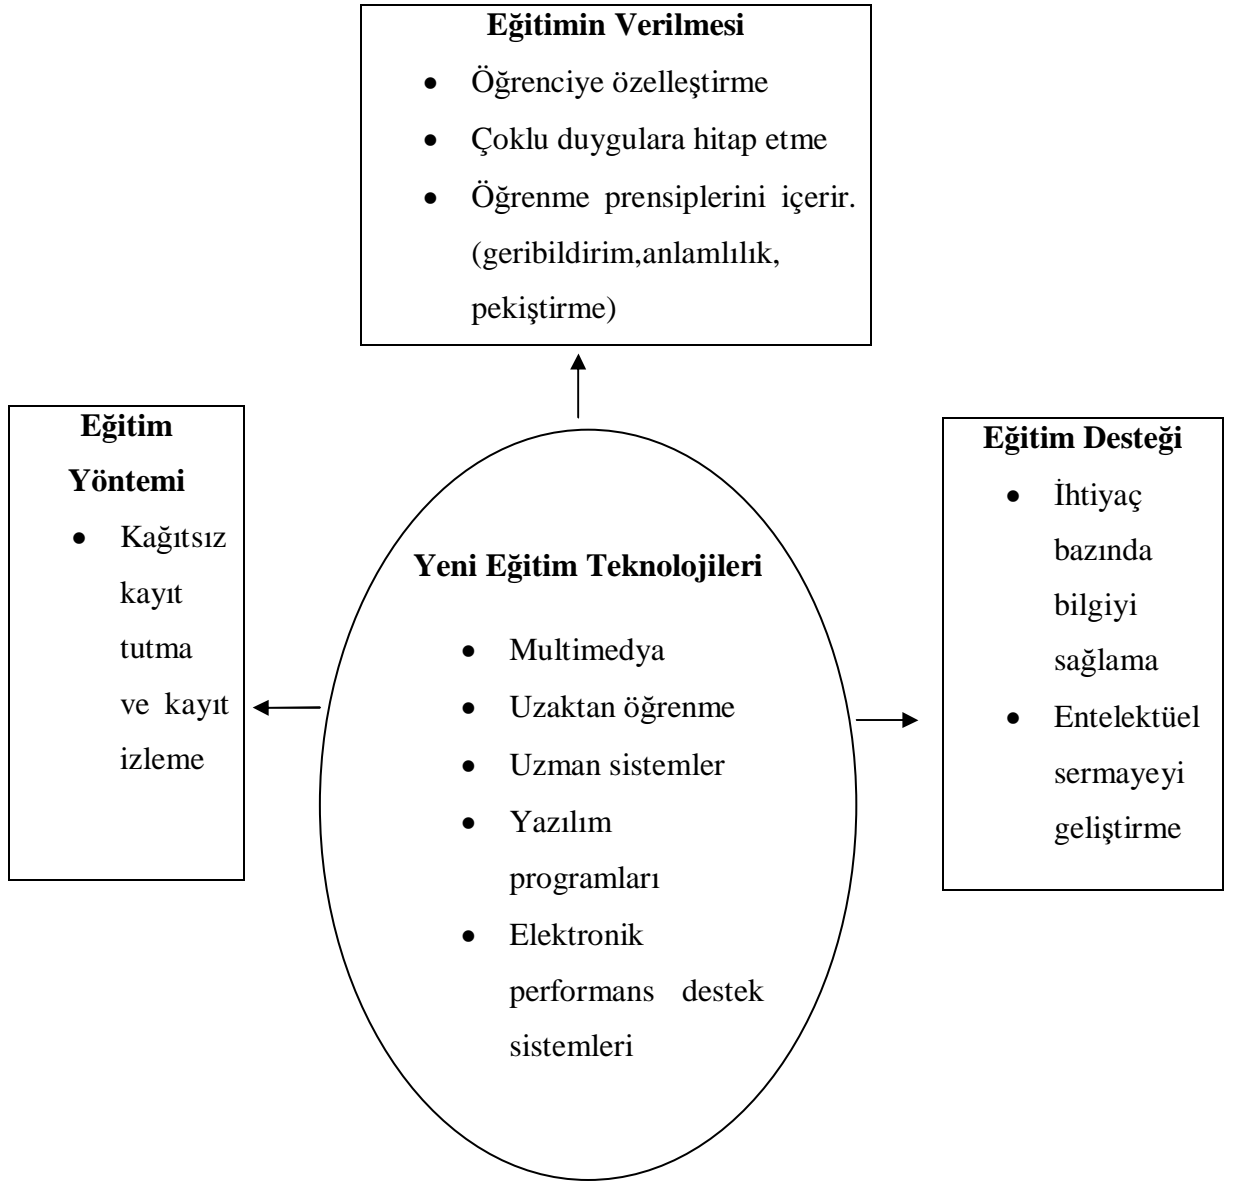 Eğitimin Verilmesi
• Öğrenciye özelleştirme
• Çoklu duygulara hitap etme
• Öğrenme prensiplerini içerir.
(geribildirim,anlamlılık,
pekiştirme)
Eğitim
Yöntemi
• Kağıtsız
kayıt
tutma
ve kayıt
izleme
Yeni Eğitim Teknolojileri
• Multimedya
• Uzaktan öğrenme
• Uzman sistemler
• Yazılım
programları
• Elektronik
performans destek
sistemleri
Eğitim Desteği
• İhtiyaç
bazında
bilgiyi
sağlama
• Entelektüel
sermayeyi
geliştirme